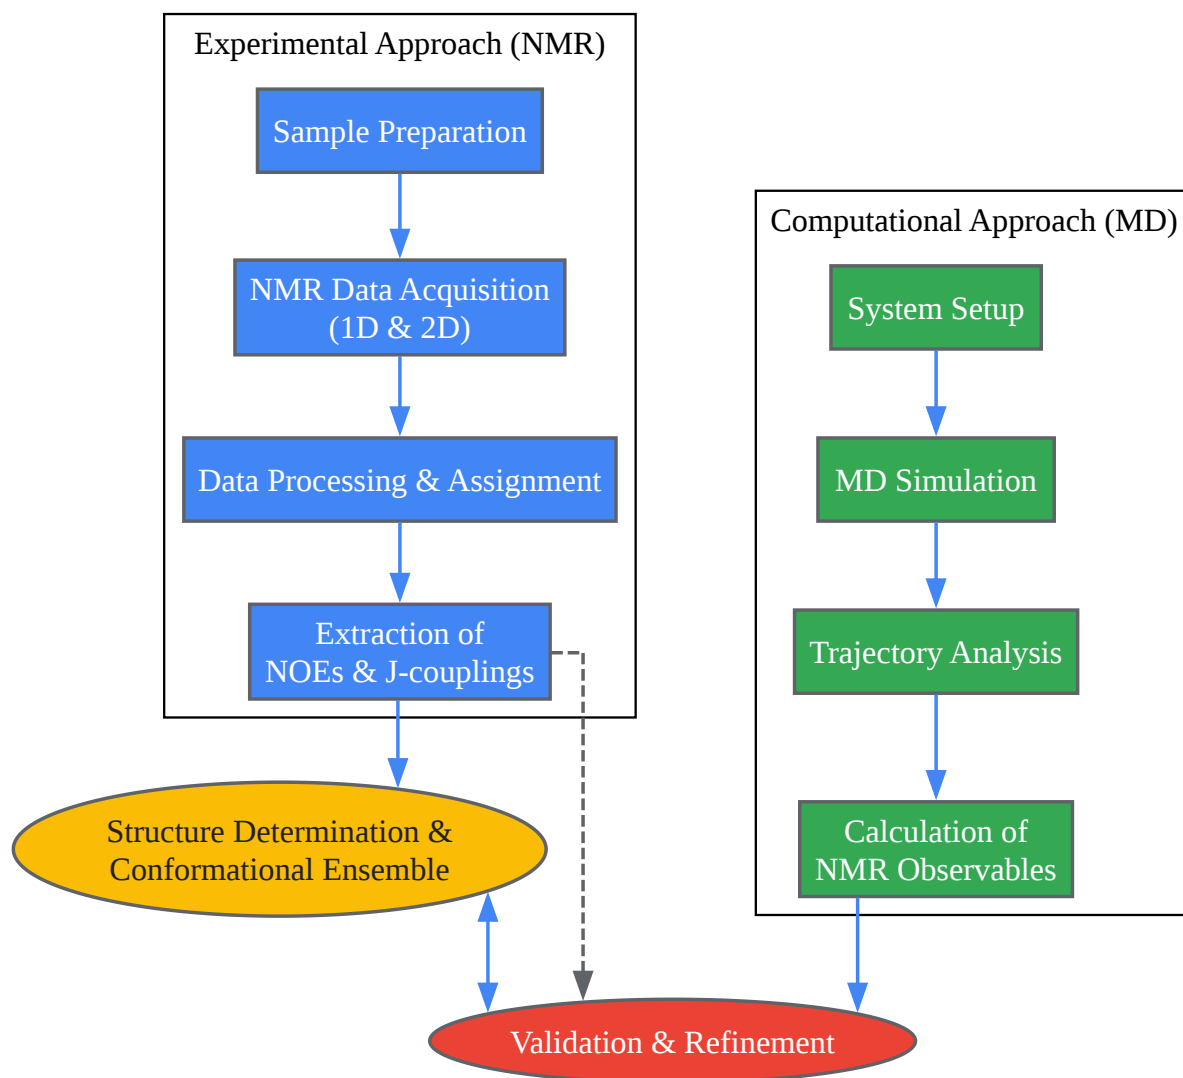 Experimental Approach (NMR)
Sample Preparation
NMR Data Acquisition
(1D & 2D)
Data Processing & Assignment
Extraction of
NOEs & J-couplings
Structure Determination &
Conformational Ensemble
Computational Approach (MD)
System Setup
MD Simulation
Trajectory Analysis
Calculation of
NMR Observables
Validation & Refinement